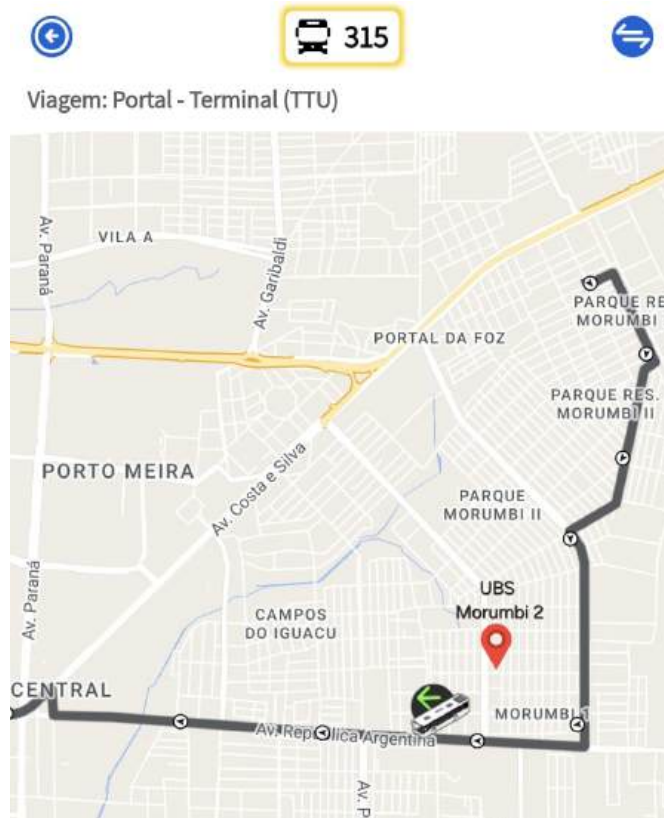 315
Viagem: Portal - Terminal (TTU)
Av. Paraná
VILA A
Av. Garibaldi
PARQUE RE
MORUMBI
PORTAL DA FOZ
PARQUE RES.
MORUMBI II
PORTO MEIRA
Av. Costa e Silva
PARQUE
MORUMBI II
Av. Paraná
UBS
Morumbi 2
CAMPOS
DO IGUACU
CENTRAL
MORUMBI 1
Av. República Argentina
Av. P